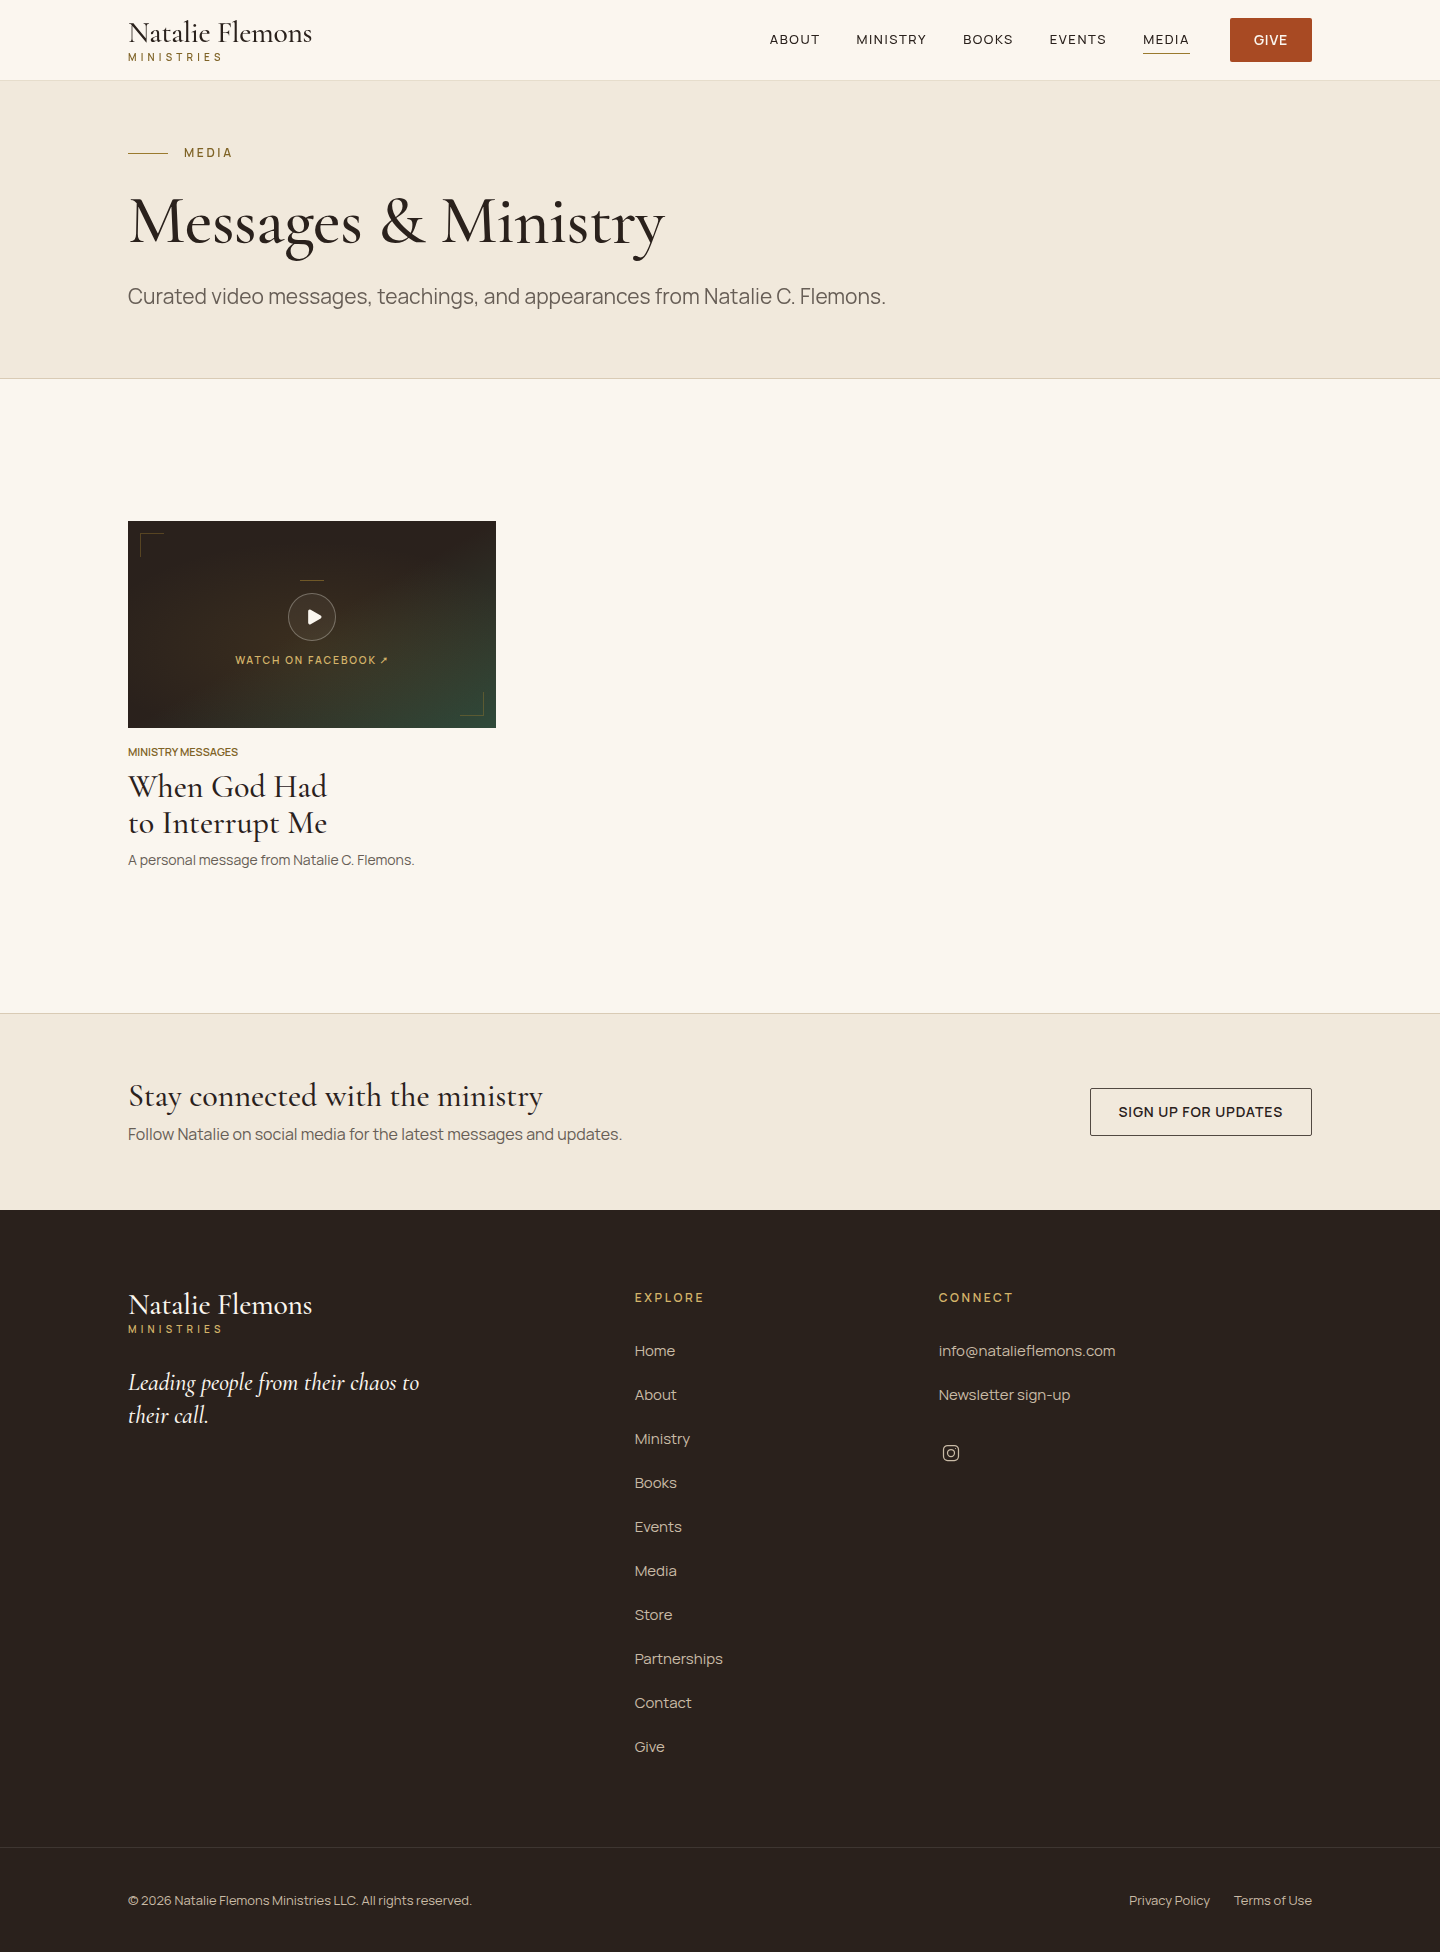 Natalie Flemons
MINISTRIES
ABOUT
MINISTRY
BOOKS
EVENTS
MEDIA
GIVE
MEDIA
Messages & Ministry
Curated video messages, teachings, and appearances from Natalie C. Flemons.
WATCH ON FACEBOOK ↗
MINISTRY MESSAGES
When God Had
to Interrupt Me
A personal message from Natalie C. Flemons.
Stay connected with the ministry
Follow Natalie on social media for the latest messages and updates.
SIGN UP FOR UPDATES
Natalie Flemons
MINISTRIES
Leading people from their chaos to
their call.
EXPLORE
Home
About
Ministry
Books
Events
Media
Store
Partnerships
Contact
Give
CONNECT
info@natalieflemons.com
Newsletter sign-up
© 2026 Natalie Flemons Ministries LLC. All rights reserved.
Privacy Policy
Terms of Use